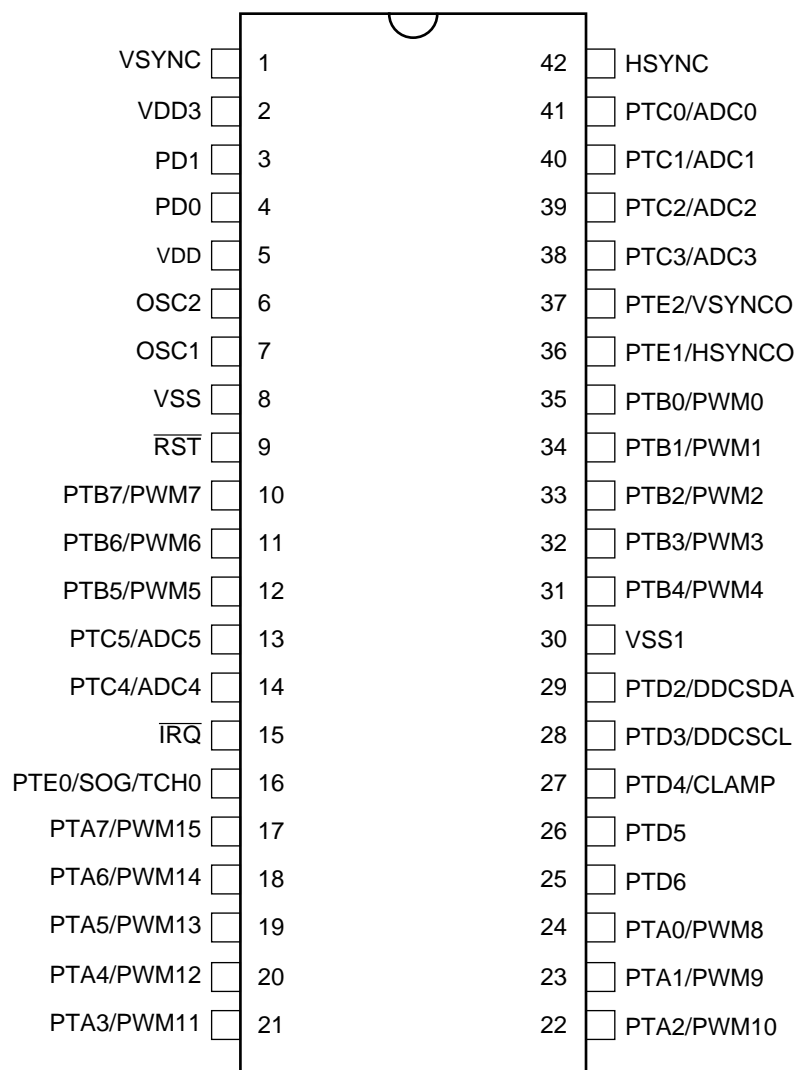 VSYNC 1 42 HSYNC
VDD3 2 41 PTC0/ADC0
PD1 3 40 PTC1/ADC1
PD0 4 39 PTC2/ADC2
VDD 5 38 PTC3/ADC3
OSC2 6 37 PTE2/VSYNCO
OSC1 7 36 PTE1/HSYNCO
VSS 8 35 PTB0/PWM0
R̅S̅T̅ 9 34 PTB1/PWM1
PTB7/PWM7 10 33 PTB2/PWM2
PTB6/PWM6 11 32 PTB3/PWM3
PTB5/PWM5 12 31 PTB4/PWM4
PTC5/ADC5 13 30 VSS1
PTC4/ADC4 14 29 PTD2/DDCSDA
I̅R̅Q̅ 15 28 PTD3/DDCSCL
PTE0/SOG/TCH0 16 27 PTD4/CLAMP
PTA7/PWM15 17 26 PTD5
PTA6/PWM14 18 25 PTD6
PTA5/PWM13 19 24 PTA0/PWM8
PTA4/PWM12 20 23 PTA1/PWM9
PTA3/PWM11 21 22 PTA2/PWM10